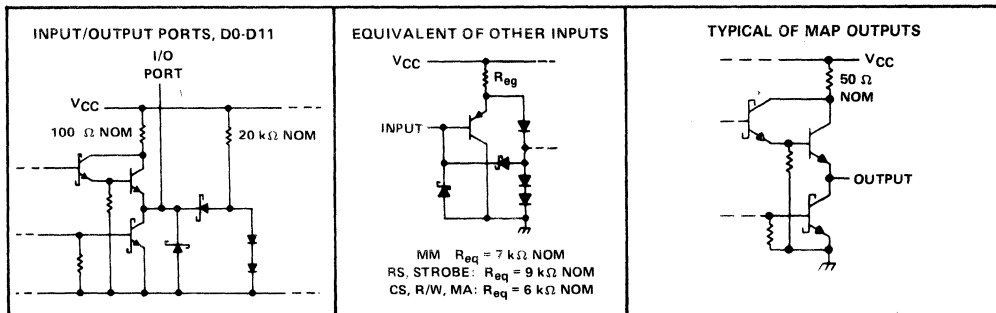 INPUT/OUTPUT PORTS, D0-D11
I/O
PORT
VCC
100 Ω NOM
20 kΩ NOM
EQUIVALENT OF OTHER INPUTS
VCC
Req
INPUT
MM Req = 7 kΩ NOM
RS, STROBE: Req = 9 kΩ NOM
CS, R/W, MA: Req = 6 kΩ NOM
TYPICAL OF MAP OUTPUTS
VCC
50 Ω
NOM
OUTPUT